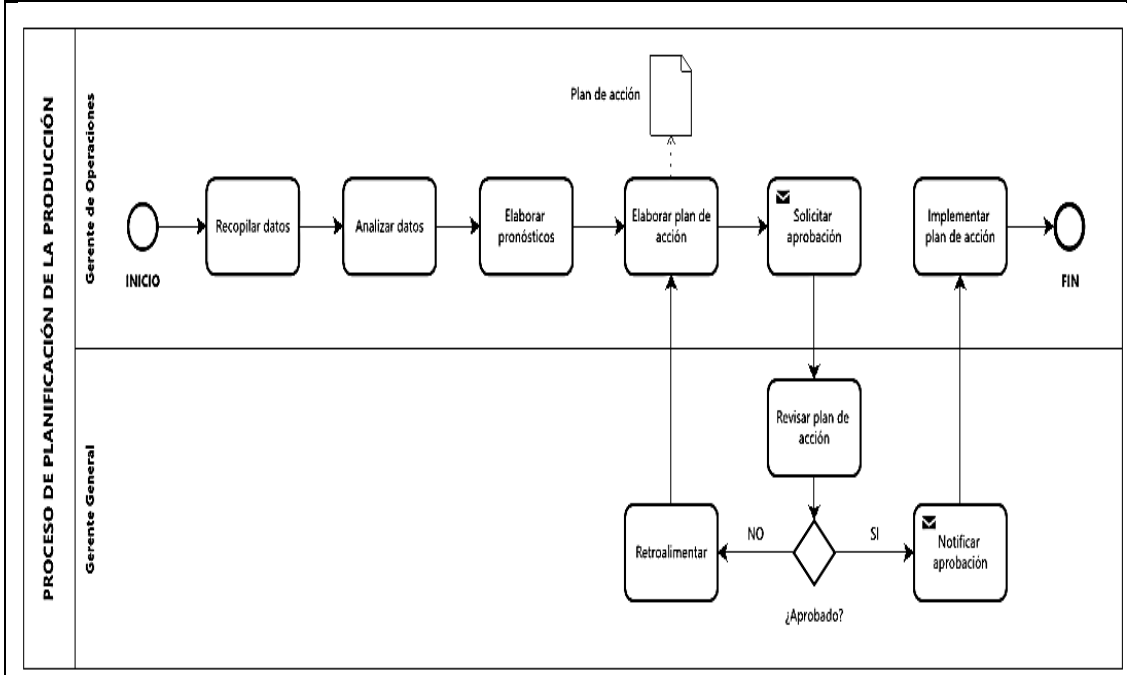 PROCESO DE PLANIFICACIÓN DE LA PRODUCCIÓN
Gerente de Operaciones
INICIO
Recopilar datos
Analizar datos
Elaborar
pronósticos
Plan de acción
Elaborar plan de
acción
Solicitar
aprobación
Implementar
plan de acción
FIN
Gerente General
Revisar plan de
acción
¿Aprobado?
NO
Retroalimentar
SI
Notificar
aprobación